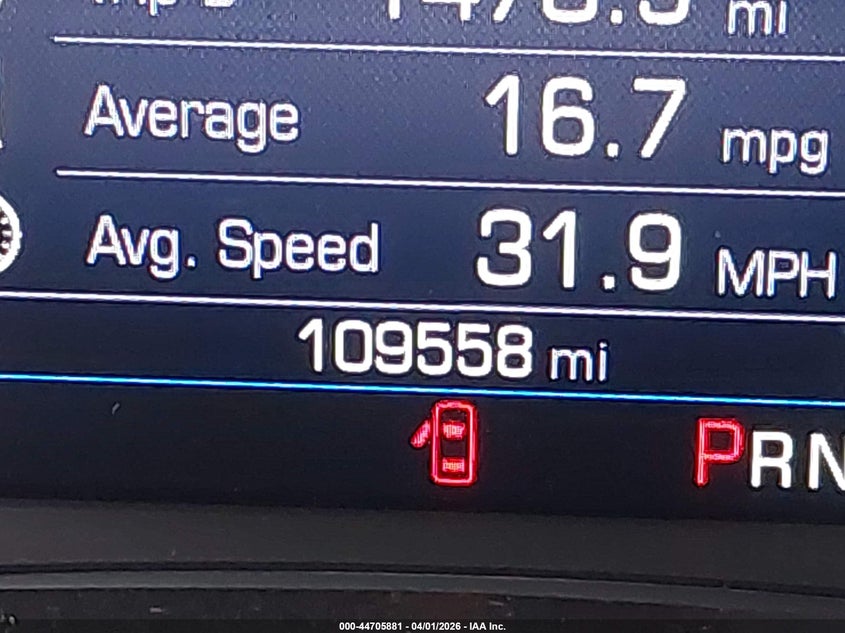 mi
Average 16.7 mpg
Avg. Speed 31.9 MPH
109558 mi
PRN
000-44705881 - 04/01/2026 - IAA Inc.